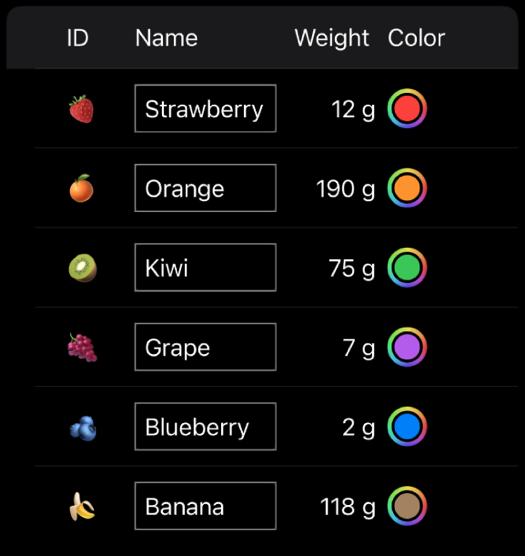 ID Name Weight Color
Strawberry 12 g
Orange 190 g
Kiwi 75 g
Grape 7 g
Blueberry 2 g
Banana 118 g